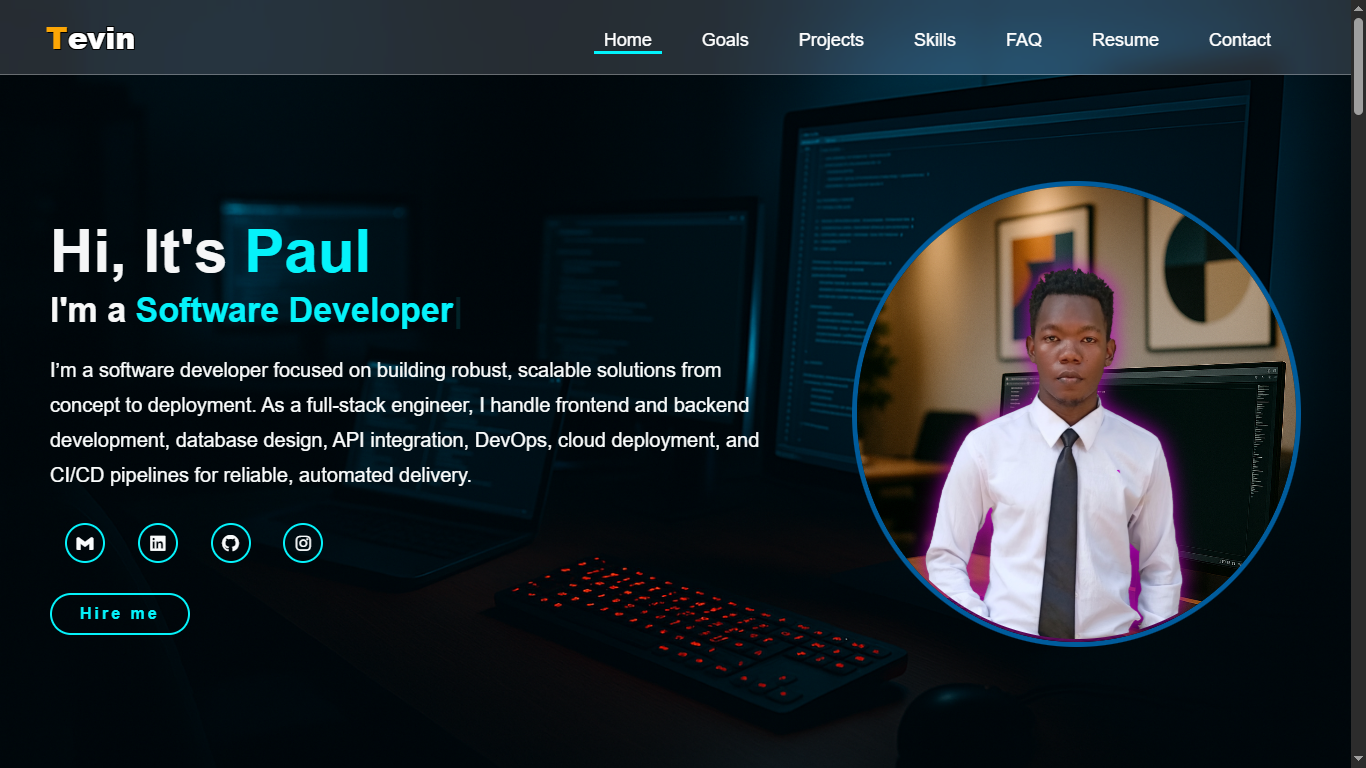 Tevin
Home Goals Projects Skills FAQ Resume Contact
Hi, It's Paul
I'm a Software Developer
I’m a software developer focused on building robust, scalable solutions from
concept to deployment. As a full-stack engineer, I handle frontend and backend
development, database design, API integration, DevOps, cloud deployment, and
CI/CD pipelines for reliable, automated delivery.
Hire me